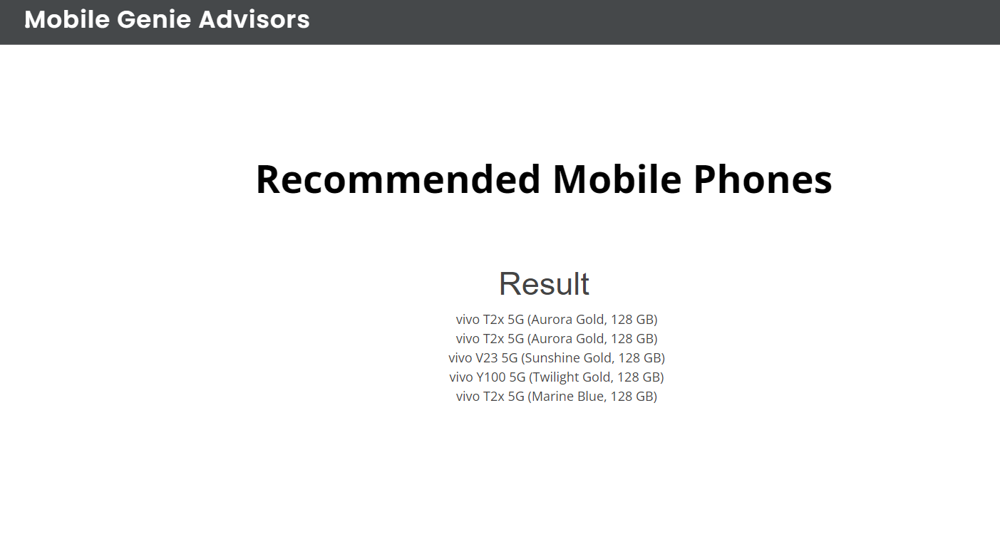 Mobile Genie Advisors
Recommended Mobile Phones
Result
vivo T2x 5G (Aurora Gold, 128 GB)
vivo T2x 5G (Aurora Gold, 128 GB)
vivo V23 5G (Sunshine Gold, 128 GB)
vivo Y100 5G (Twilight Gold, 128 GB)
vivo T2x 5G (Marine Blue, 128 GB)